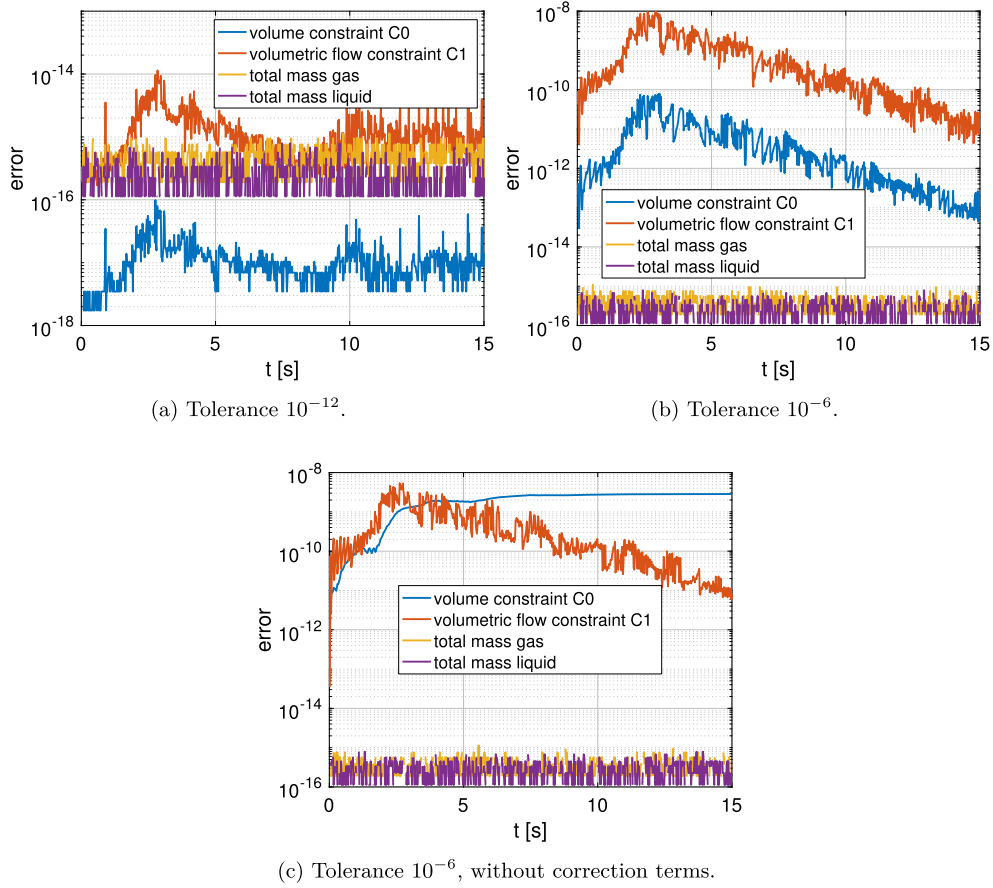 volume constraint C0
volumetric flow constraint C1
total mass gas
total mass liquid
10⁻¹⁴
10⁻¹⁶
10⁻¹⁸
error
0 5 10 15
t [s]
(a) Tolerance 10⁻¹².
10⁻⁸
10⁻¹⁰
10⁻¹²
10⁻¹⁴
10⁻¹⁶
error
volume constraint C0
volumetric flow constraint C1
total mass gas
total mass liquid
0 5 10 15
t [s]
(b) Tolerance 10⁻⁶.
10⁻⁸
10⁻¹⁰
10⁻¹²
10⁻¹⁴
10⁻¹⁶
error
volume constraint C0
volumetric flow constraint C1
total mass gas
total mass liquid
0 5 10 15
t [s]
(c) Tolerance 10⁻⁶, without correction terms.